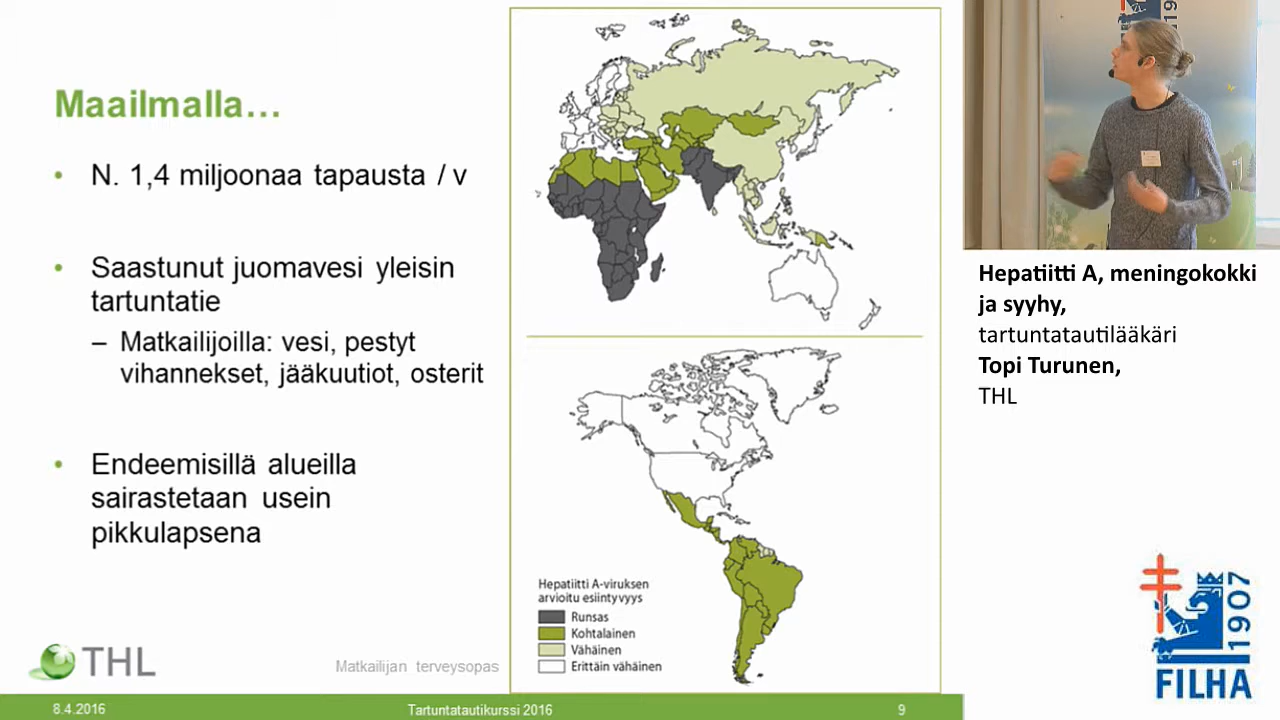 Maailmalla...
• N. 1,4 miljoonaa tapausta / v
• Saastunut juomavesi yleisin
tartuntatie
– Matkailijoilla: vesi, pestyt
vihannekset, jääkuutiot, osterit
• Endeemisillä alueilla
sairastetaan usein
pikkulapsena
Hepatiitti A-viruksen
arvioitu esiintyvyys
Runsas
Kohtalainen
Vähäinen
Erittäin vähäinen
THL
Matkailijan terveysopas
8.4.2016
Tartuntatautikurssi 2016
9
Hepatiitti A, meningokokki
ja syyhy,
tartuntatautilääkäri
Topi Turunen,
THL
1907
FILHA